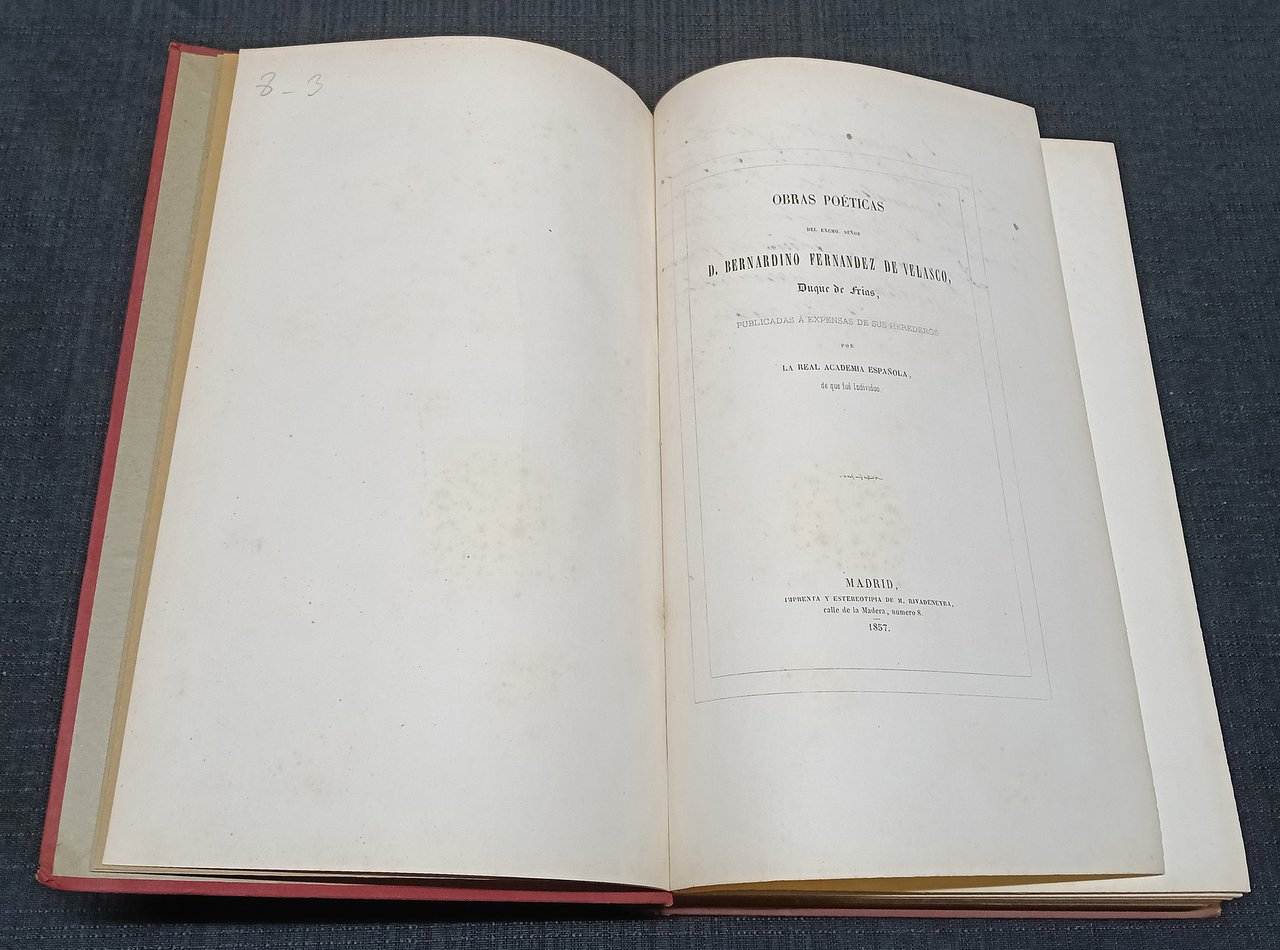 8-3
OBRAS POÉTICAS
DEL EXCMO. SEÑOR
D. BERNARDINO FERNANDEZ DE VELASCO,
Duque de Frias,
PUBLICADAS Á EXPENSAS DE SUS HEREDEROS
POR
LA REAL ACADEMIA ESPAÑOLA,
de que fué Individuo.
MADRID,
IMPRENTA Y ESTEREOTIPIA DE M. RIVADENEYRA,
calle de la Madera, número 8.
1857.